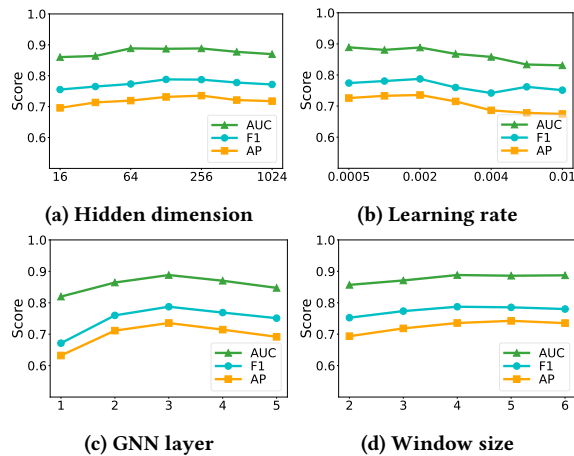 1.0
0.9
0.8
0.7
0.6
Score
AUC
F1
AP
16 64 256 1024
(a) Hidden dimension
1.0
0.9
0.8
0.7
0.6
Score
AUC
F1
AP
0.0005 0.002 0.004 0.01
(b) Learning rate
1.0
0.9
0.8
0.7
0.6
Score
AUC
F1
AP
1 2 3 4 5
(c) GNN layer
1.0
0.9
0.8
0.7
0.6
Score
AUC
F1
AP
2 3 4 5 6
(d) Window size